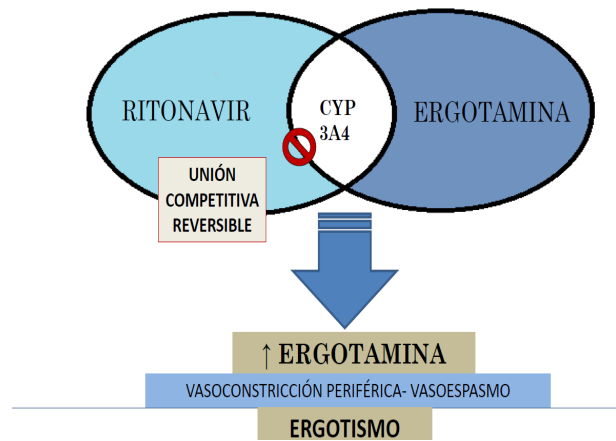 RITONAVIR
CYP
3A4
ERGOTAMINA
UNIÓN
COMPETITIVA
REVERSIBLE
↑ ERGOTAMINA
VASOCONSTRICCIÓN PERIFÉRICA- VASOESPASMO
ERGOTISMO